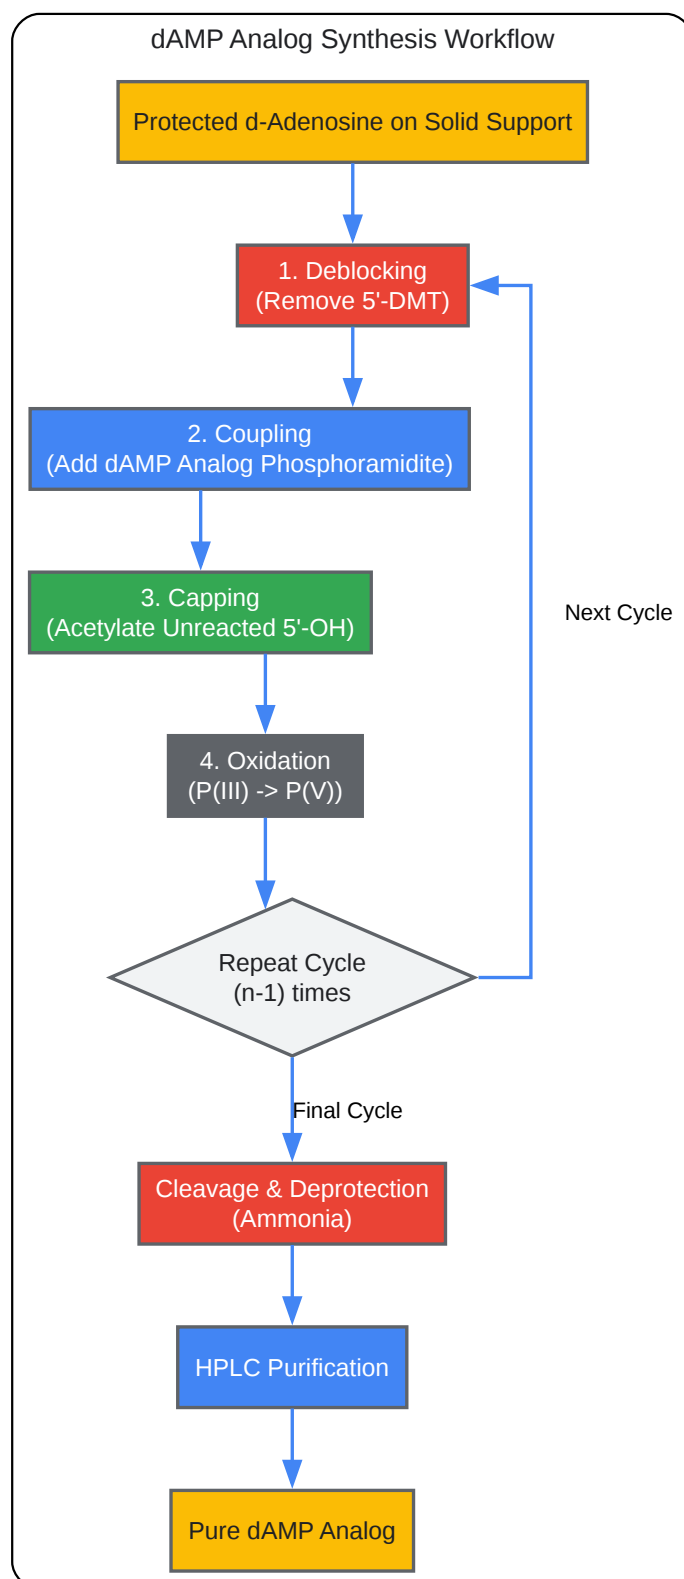 dAMP Analog Synthesis Workflow
Protected d-Adenosine on Solid Support
1. Deblocking
(Remove 5'-DMT)
2. Coupling
(Add dAMP Analog Phosphoramidite)
3. Capping
(Acetylate Unreacted 5'-OH)
Next Cycle
4. Oxidation
(P(III) -> P(V))
Repeat Cycle
(n-1) times
Final Cycle
Cleavage & Deprotection
(Ammonia)
HPLC Purification
Pure dAMP Analog